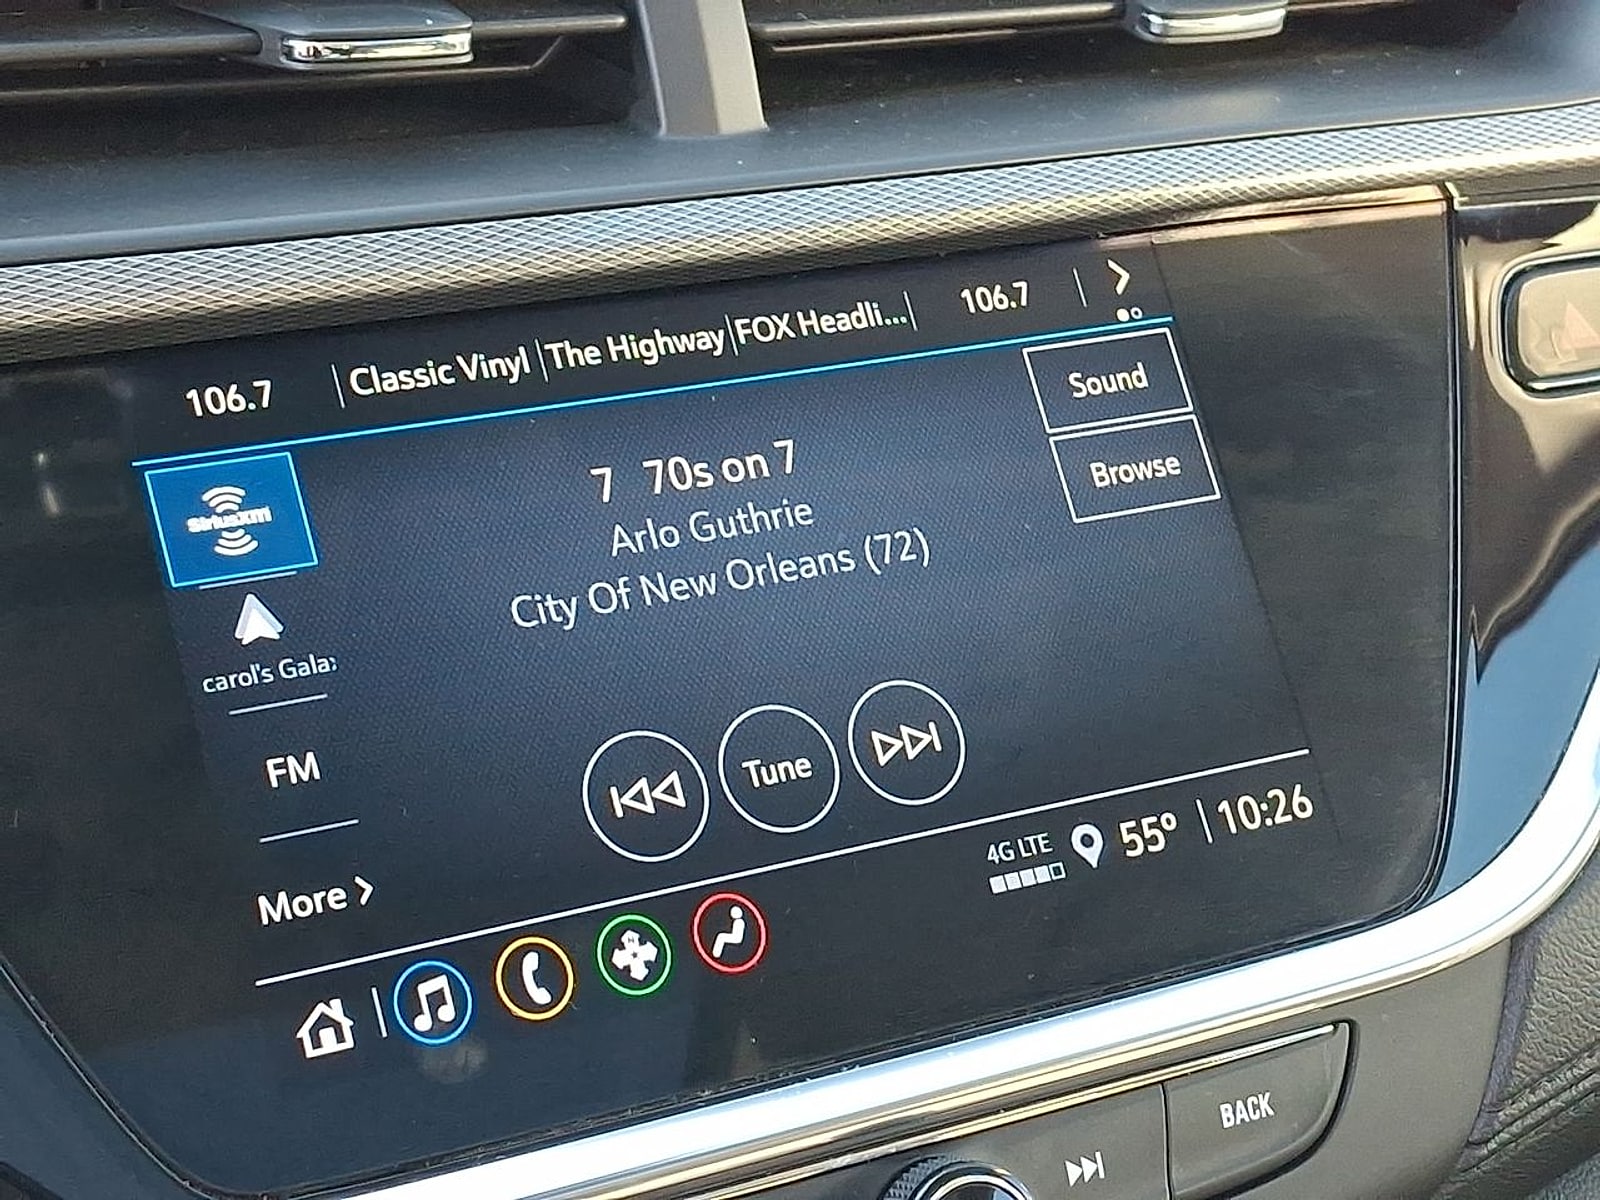 106.7 | Classic Vinyl | The Highway | FOX Headli... | 106.7 | >
siriusxm
7 70s on 7
Arlo Guthrie
City Of New Orleans (72)
Sound
Browse
carol's Gala:
FM
More >
Tune
4G LTE 55° | 10:26
BACK